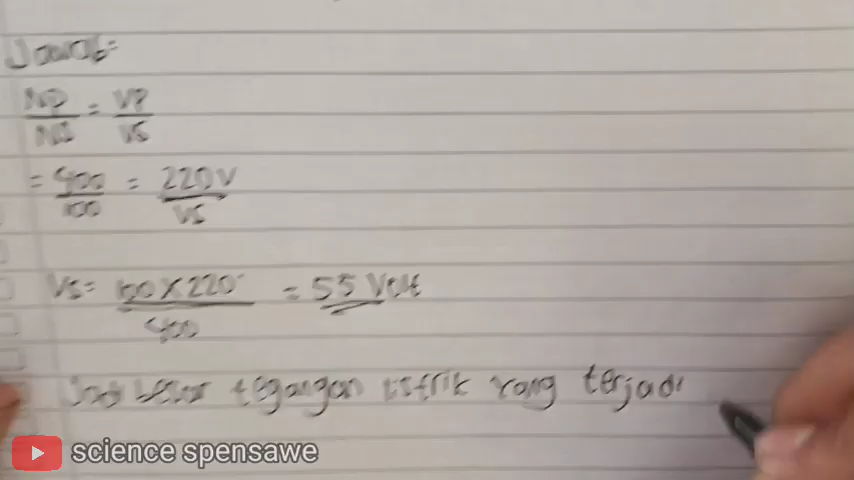 Jawab=
NP = VP
NS VS
= 400 = 220V
100 VS
VS= 100 X 220 = 55 Volt
400
Jadi besar tegangan listrik yang terjadi
science spensawe